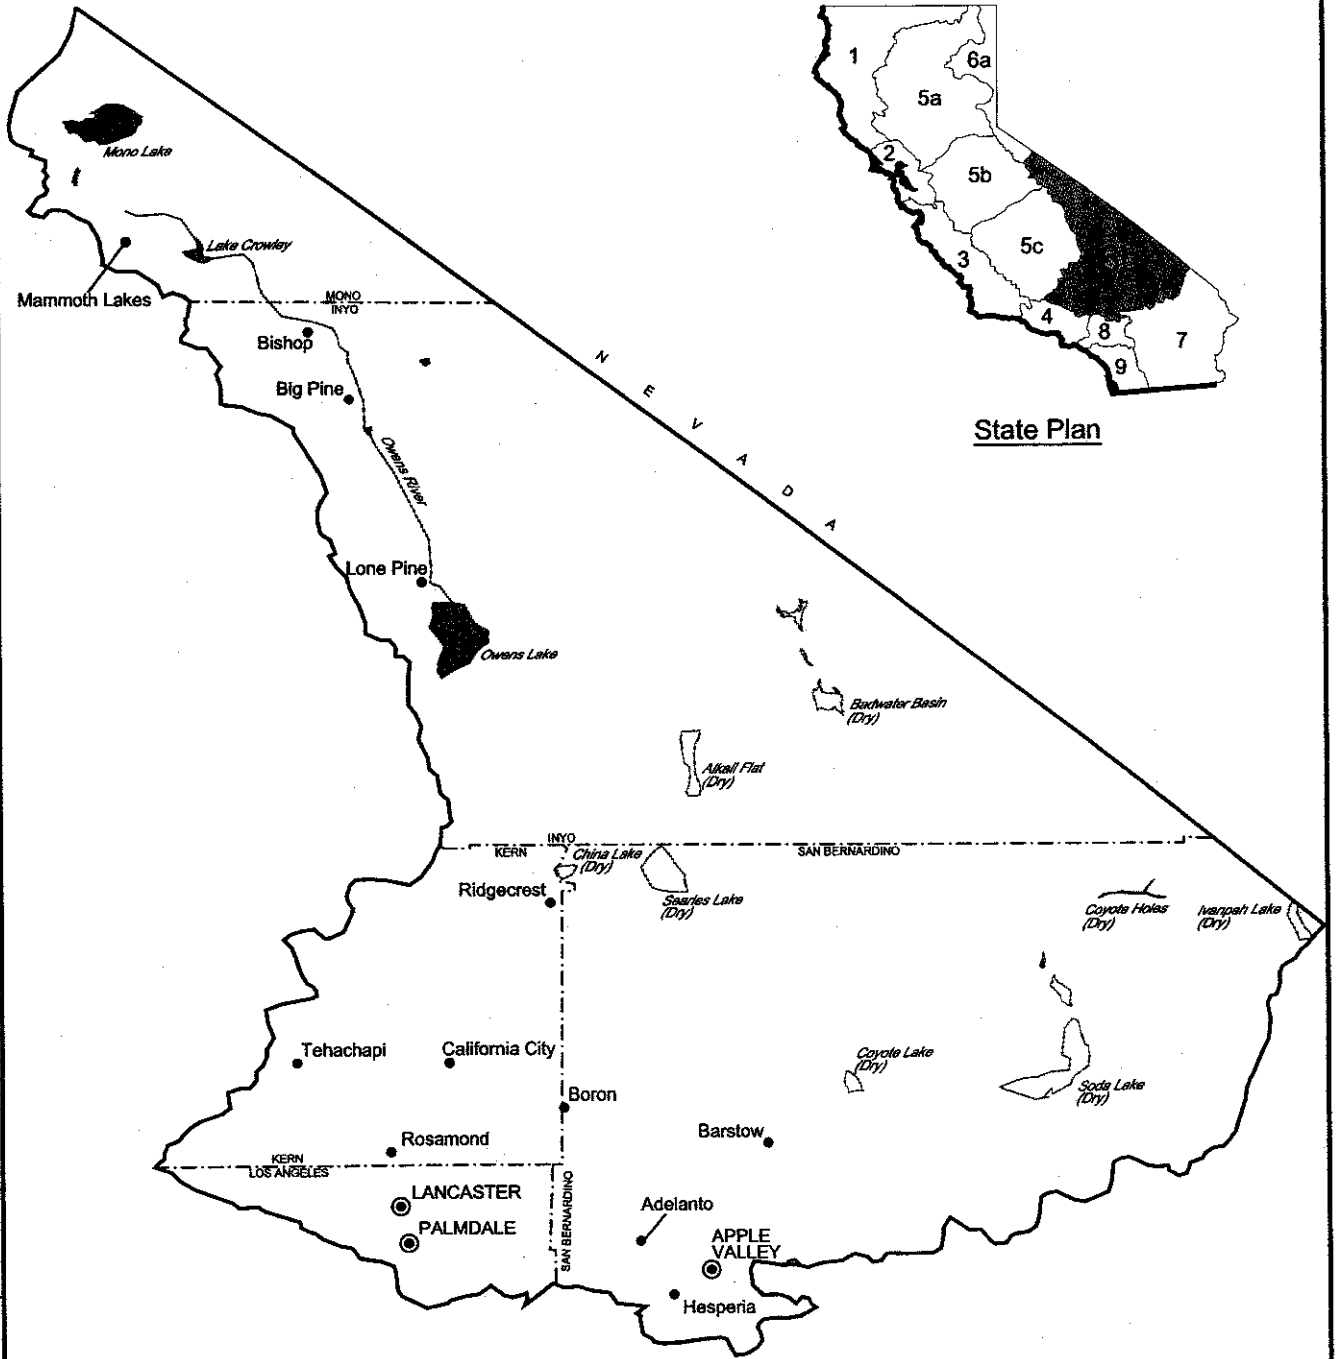 1
6a
5a
2
5b
5c
3
4
8
7
9
State Plan
Mono Lake
Lake Crowley
Mammoth Lakes
MONO
INYO
Bishop
Big Pine
Owens River
NEVADA
Lone Pine
Owens Lake
Badwater Basin
(Dry)
Alkali Flat
(Dry)
INYO
KERN
SAN BERNARDINO
China Lake
(Dry)
Ridgecrest
Searles Lake
(Dry)
Coyote Holes
(Dry)
Ivanpah Lake
(Dry)
Tehachapi
California City
Coyote Lake
(Dry)
Soda Lake
(Dry)
Boron
Barstow
Rosamond
KERN
LOS ANGELES
SAN BERNARDINO
LANCASTER
PALMDALE
Adelanto
APPLE
VALLEY
Hesperia